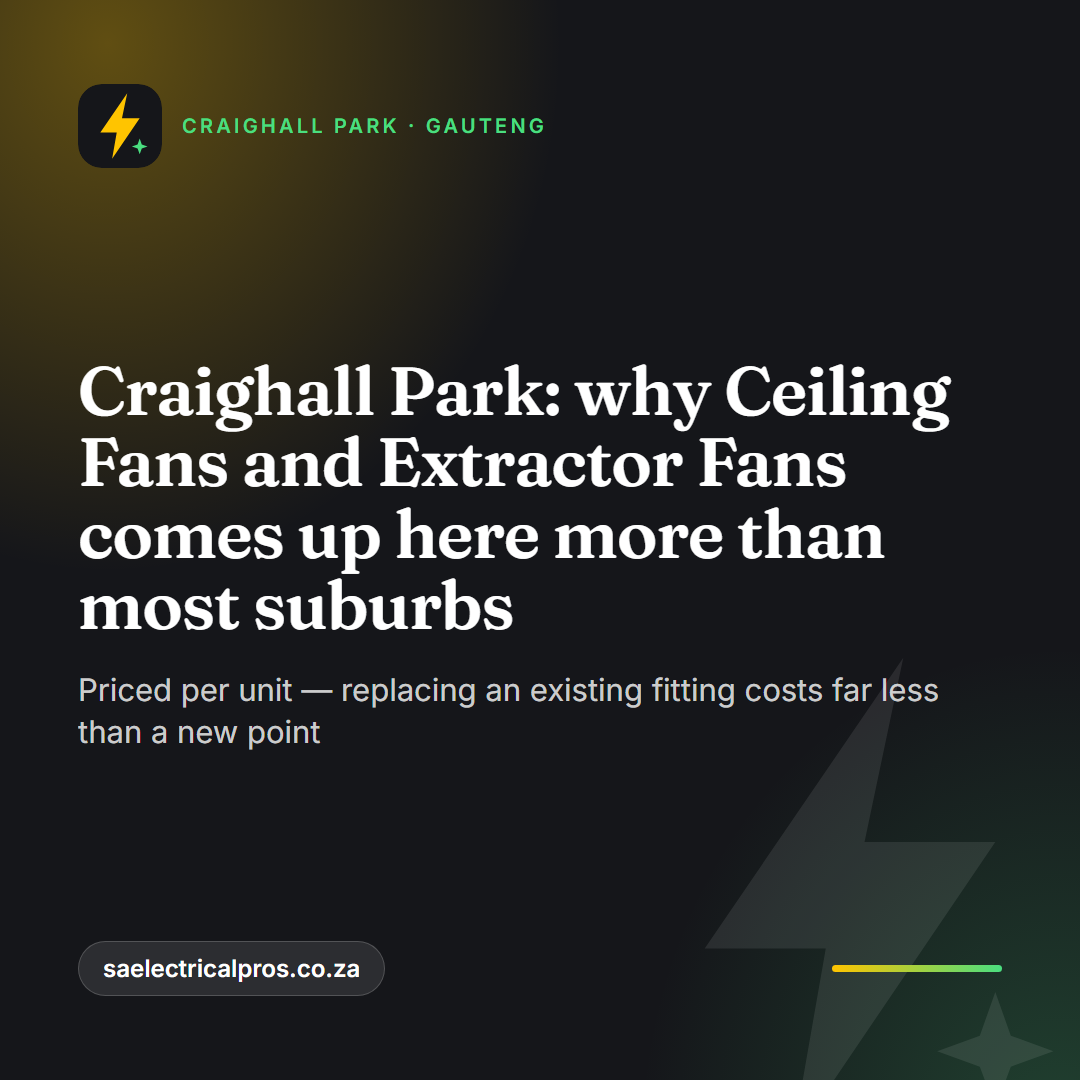 CRAIGHALL PARK · GAUTENG
Craighall Park: why Ceiling
Fans and Extractor Fans
comes up here more than
most suburbs
Priced per unit — replacing an existing fitting costs far less
than a new point
saelectricalpros.co.za